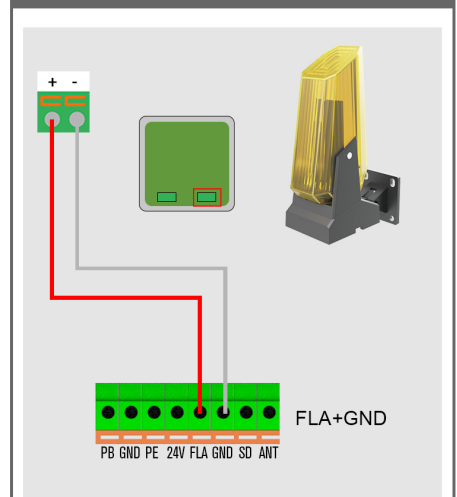 + -
FLA+GND
PB GND PE 24V FLA GND SD ANT